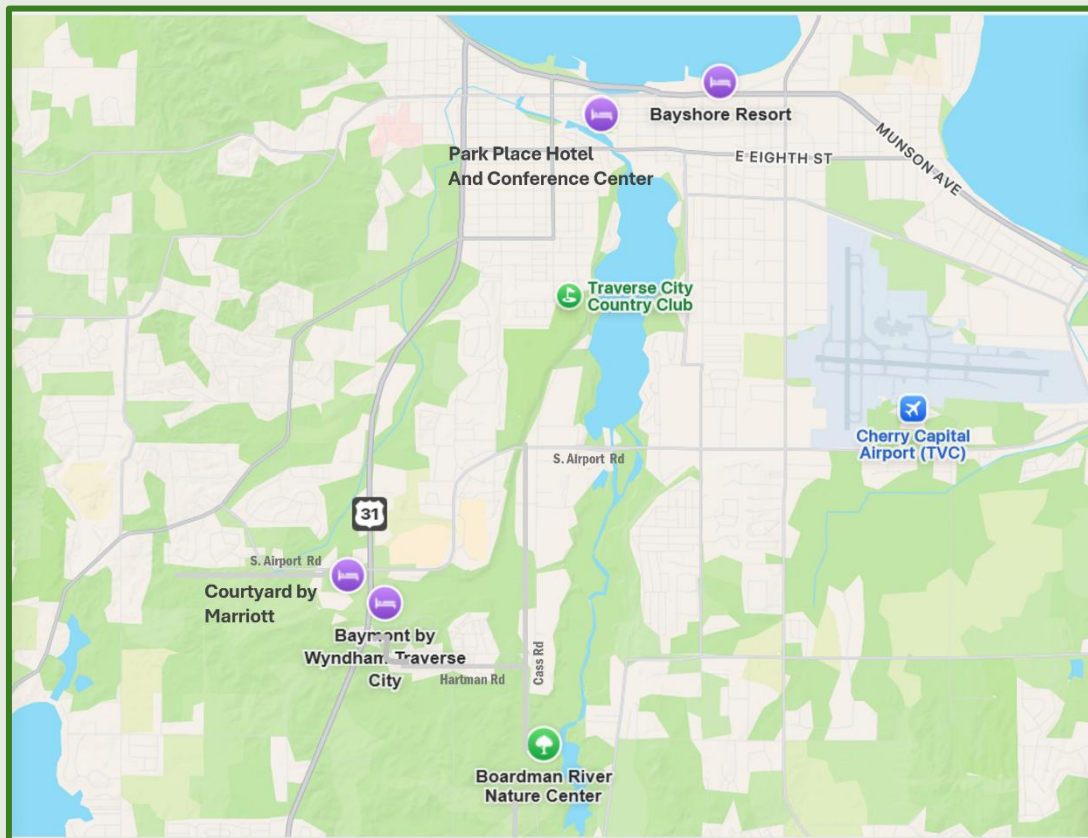 Bayshore Resort
MUNSON AVE
E EIGHTH ST
Park Place Hotel
And Conference Center
Traverse City
Country Club
Cherry Capital
Airport (TVC)
S. Airport Rd
31
S. Airport Rd
Courtyard by
Marriott
Baymont by
Wyndham Traverse
City
Hartman Rd
Cass Rd
Boardman River
Nature Center